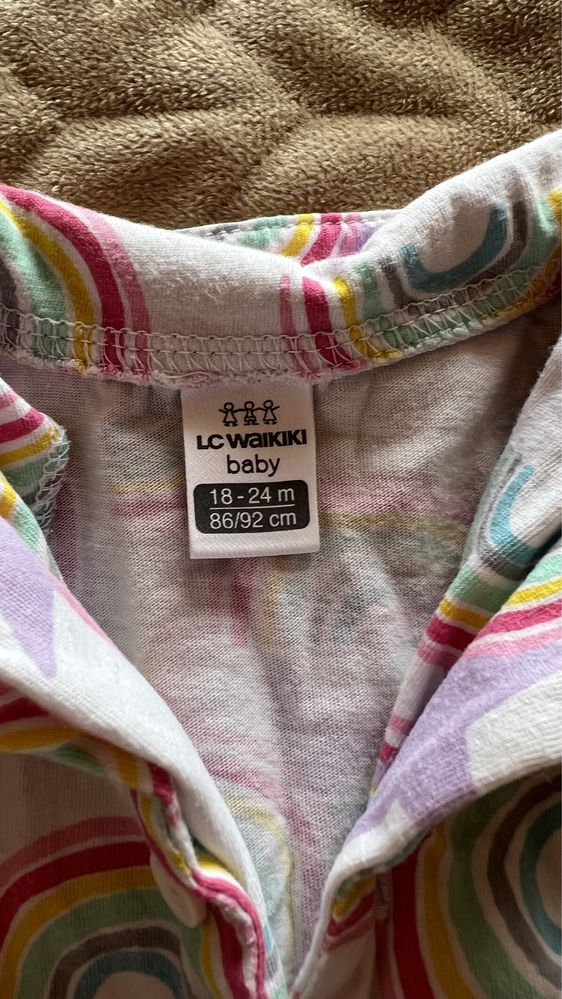 LC WAIKIKI
baby
18 - 24 m
86/92 cm